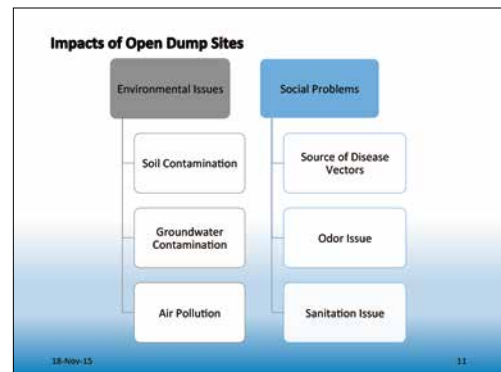 Impacts of Open Dump Sites
Environmental Issues
Soil Contamination
Groundwater
Contamination
Air Pollution
Social Problems
Source of Disease
Vectors
Odor Issue
Sanitation Issue
18-Nov-15
11